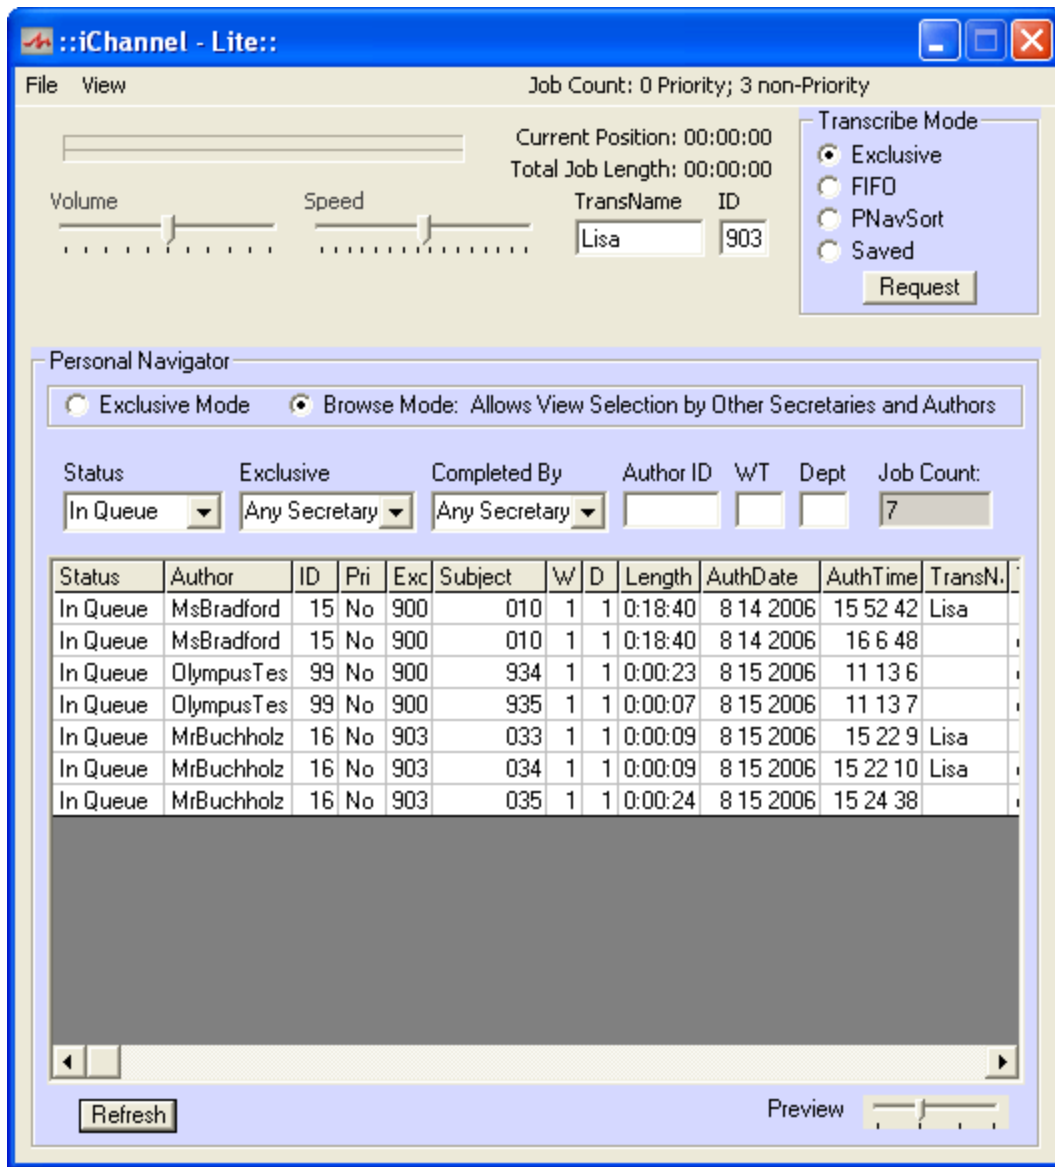 ::iChannel - Lite::
File View Job Count: 0 Priority; 3 non-Priority
Current Position: 00:00:00
Total Job Length: 00:00:00
Volume Speed TransName ID
Lisa 903
Transcribe Mode
Exclusive
FIFO
PNavSort
Saved
Request
Personal Navigator
Exclusive Mode Browse Mode: Allows View Selection by Other Secretaries and Authors
Status Exclusive Completed By Author ID WT Dept Job Count:
In Queue Any Secretary Any Secretary 7
Status Author ID Pri Exc Subject W D Length AuthDate AuthTime TransN
In Queue MsBradford 15 No 900 010 1 1 0:18:40 8 14 2006 15 52 42 Lisa
In Queue MsBradford 15 No 900 010 1 1 0:18:40 8 14 2006 16 6 48
In Queue OlympusTes 99 No 900 934 1 1 0:00:23 8 15 2006 11 13 6
In Queue OlympusTes 99 No 900 935 1 1 0:00:07 8 15 2006 11 13 7
In Queue MrBuchholz 16 No 903 033 1 1 0:00:09 8 15 2006 15 22 9 Lisa
In Queue MrBuchholz 16 No 903 034 1 1 0:00:09 8 15 2006 15 22 10 Lisa
In Queue MrBuchholz 16 No 903 035 1 1 0:00:24 8 15 2006 15 24 38
Refresh Preview